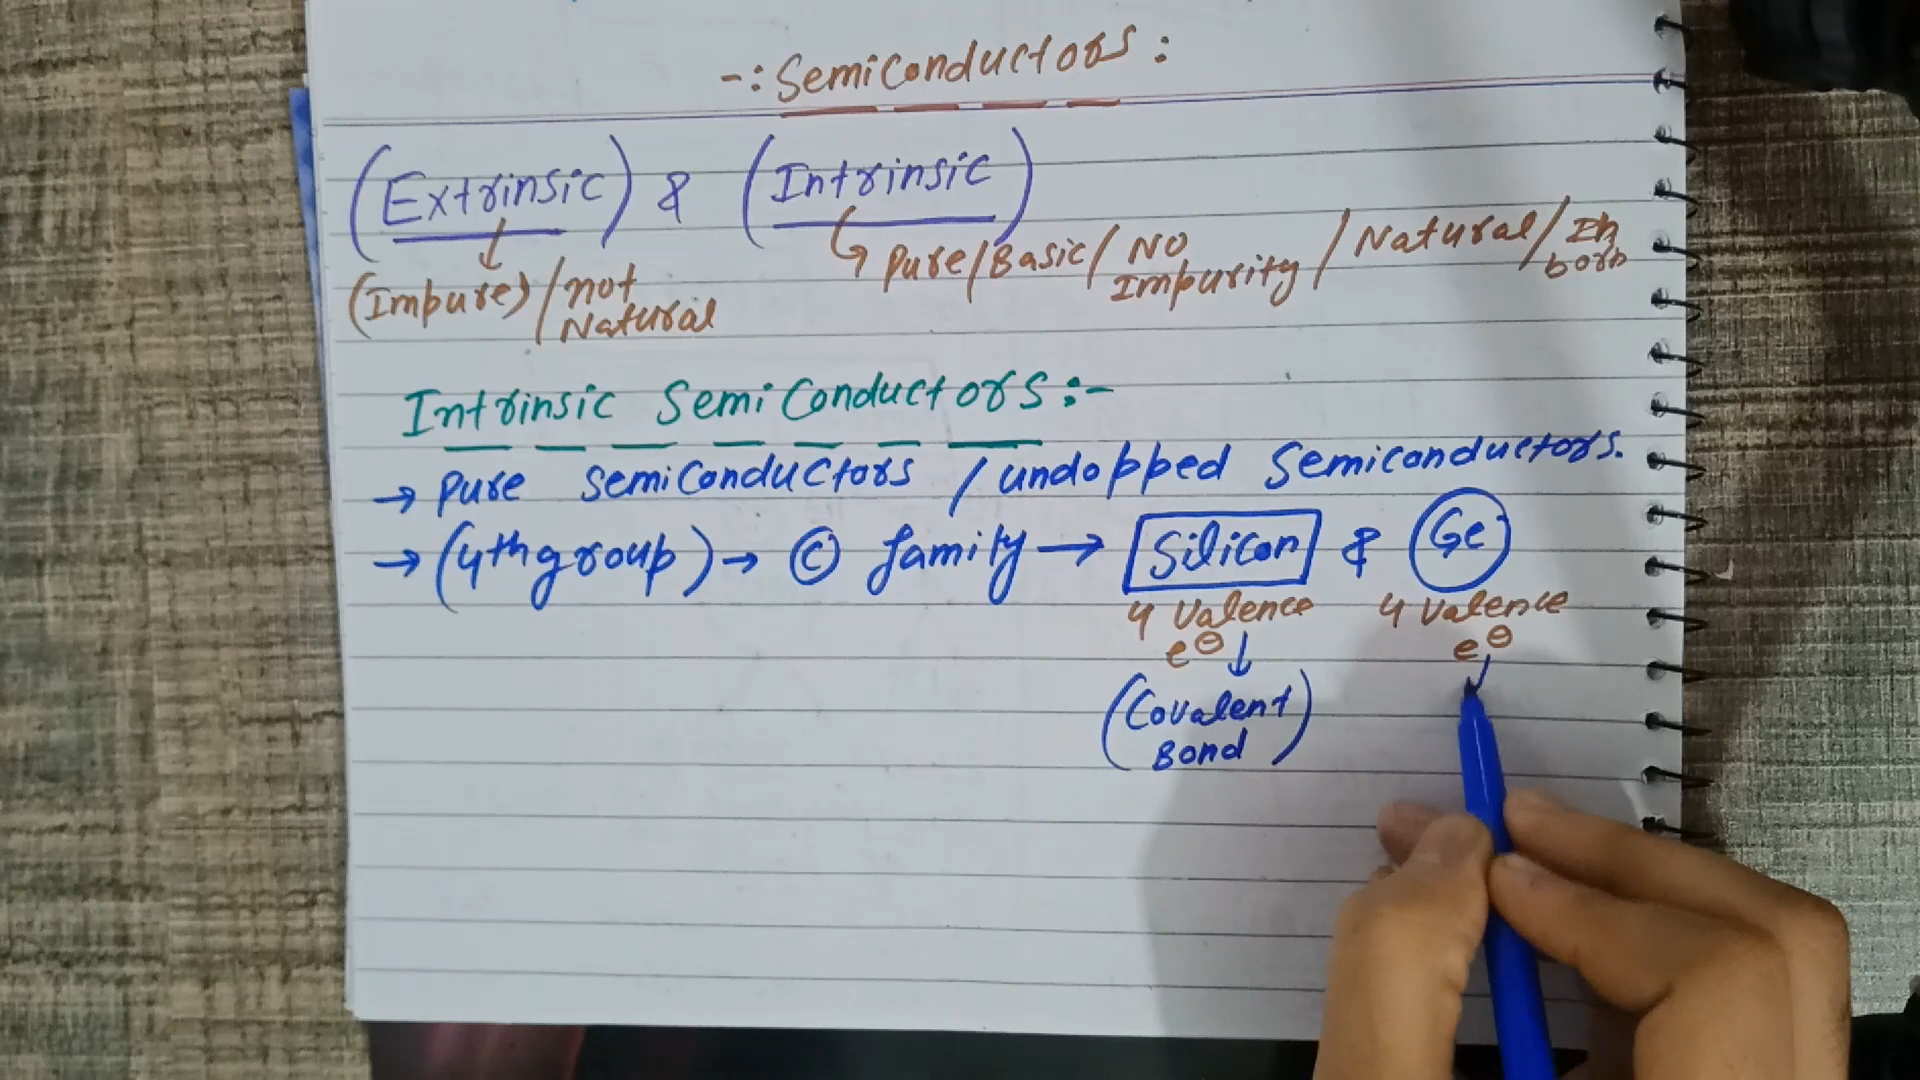 -: Semiconductors:
(Extrinsic) & (Intrinsic)
(Impure) / not Natural
Pure / Basic / NO Impurity / Natural / In born
Intrinsic Semiconductors :-
→ Pure semiconductors / undopped Semiconductors.
→ (4th group) → © family → Silicon & Ge
4 Valence e⊖ 4 Valence e⊖
(Covalent Bond)